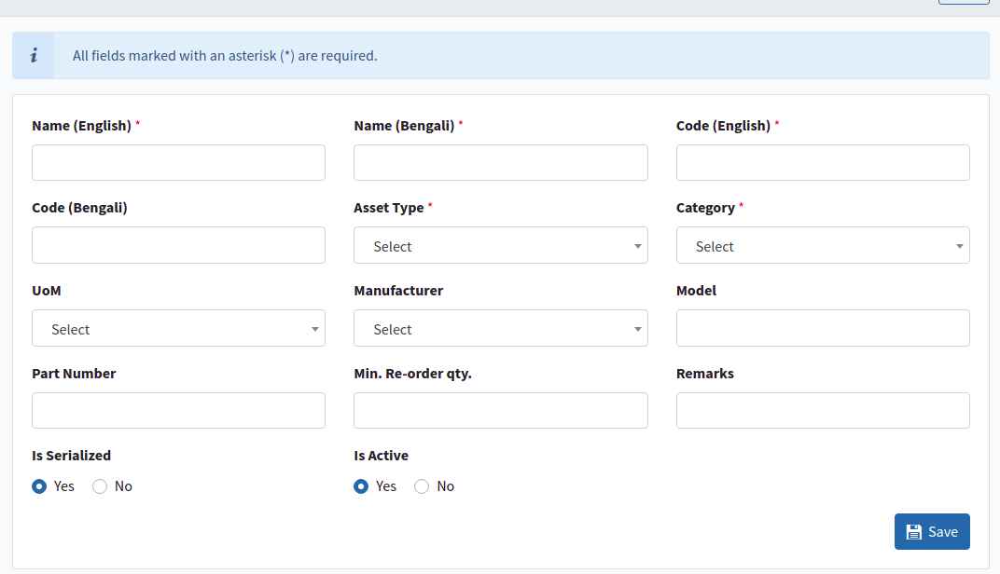 i All fields marked with an asterisk (*) are required.
Name (English) * Name (Bengali) * Code (English) *
Code (Bengali) Asset Type * Category *
Select Select
UoM Manufacturer Model
Select Select
Part Number Min. Re-order qty. Remarks
Is Serialized Is Active
Yes No Yes No
Save